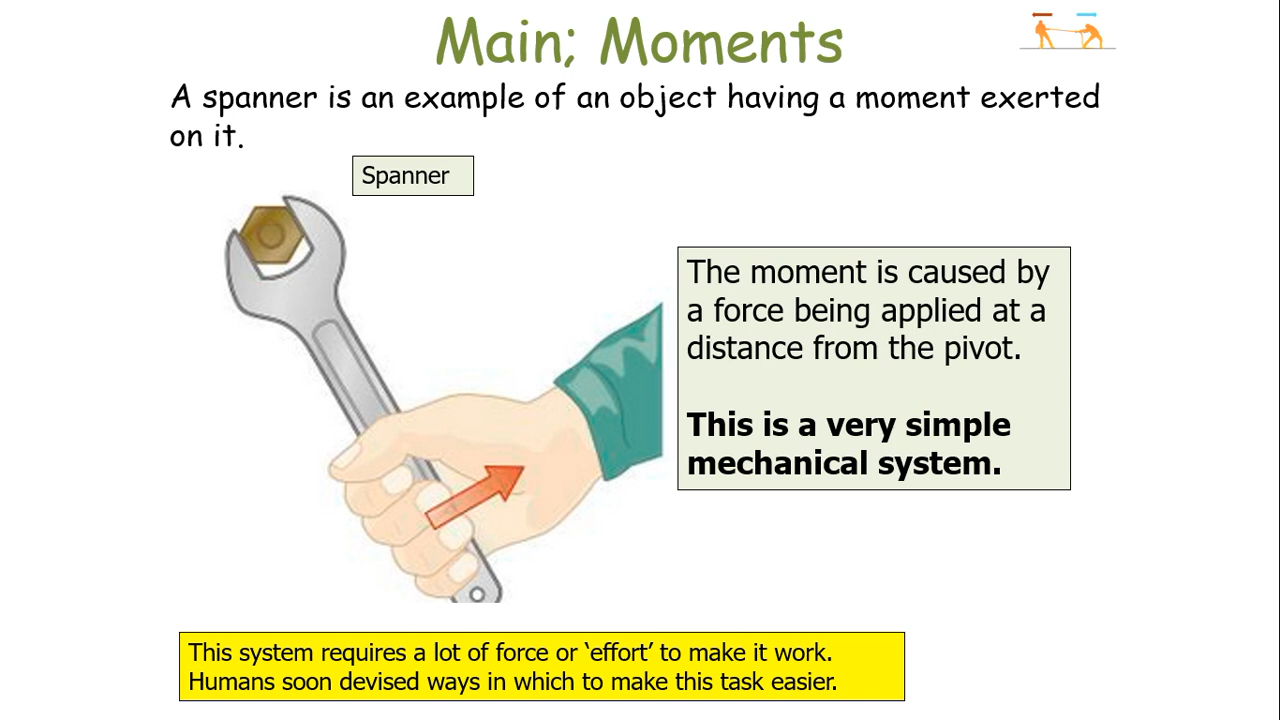 Main; Moments
A spanner is an example of an object having a moment exerted
on it.
Spanner
The moment is caused by
a force being applied at a
distance from the pivot.
This is a very simple
mechanical system.
This system requires a lot of force or ‘effort’ to make it work.
Humans soon devised ways in which to make this task easier.